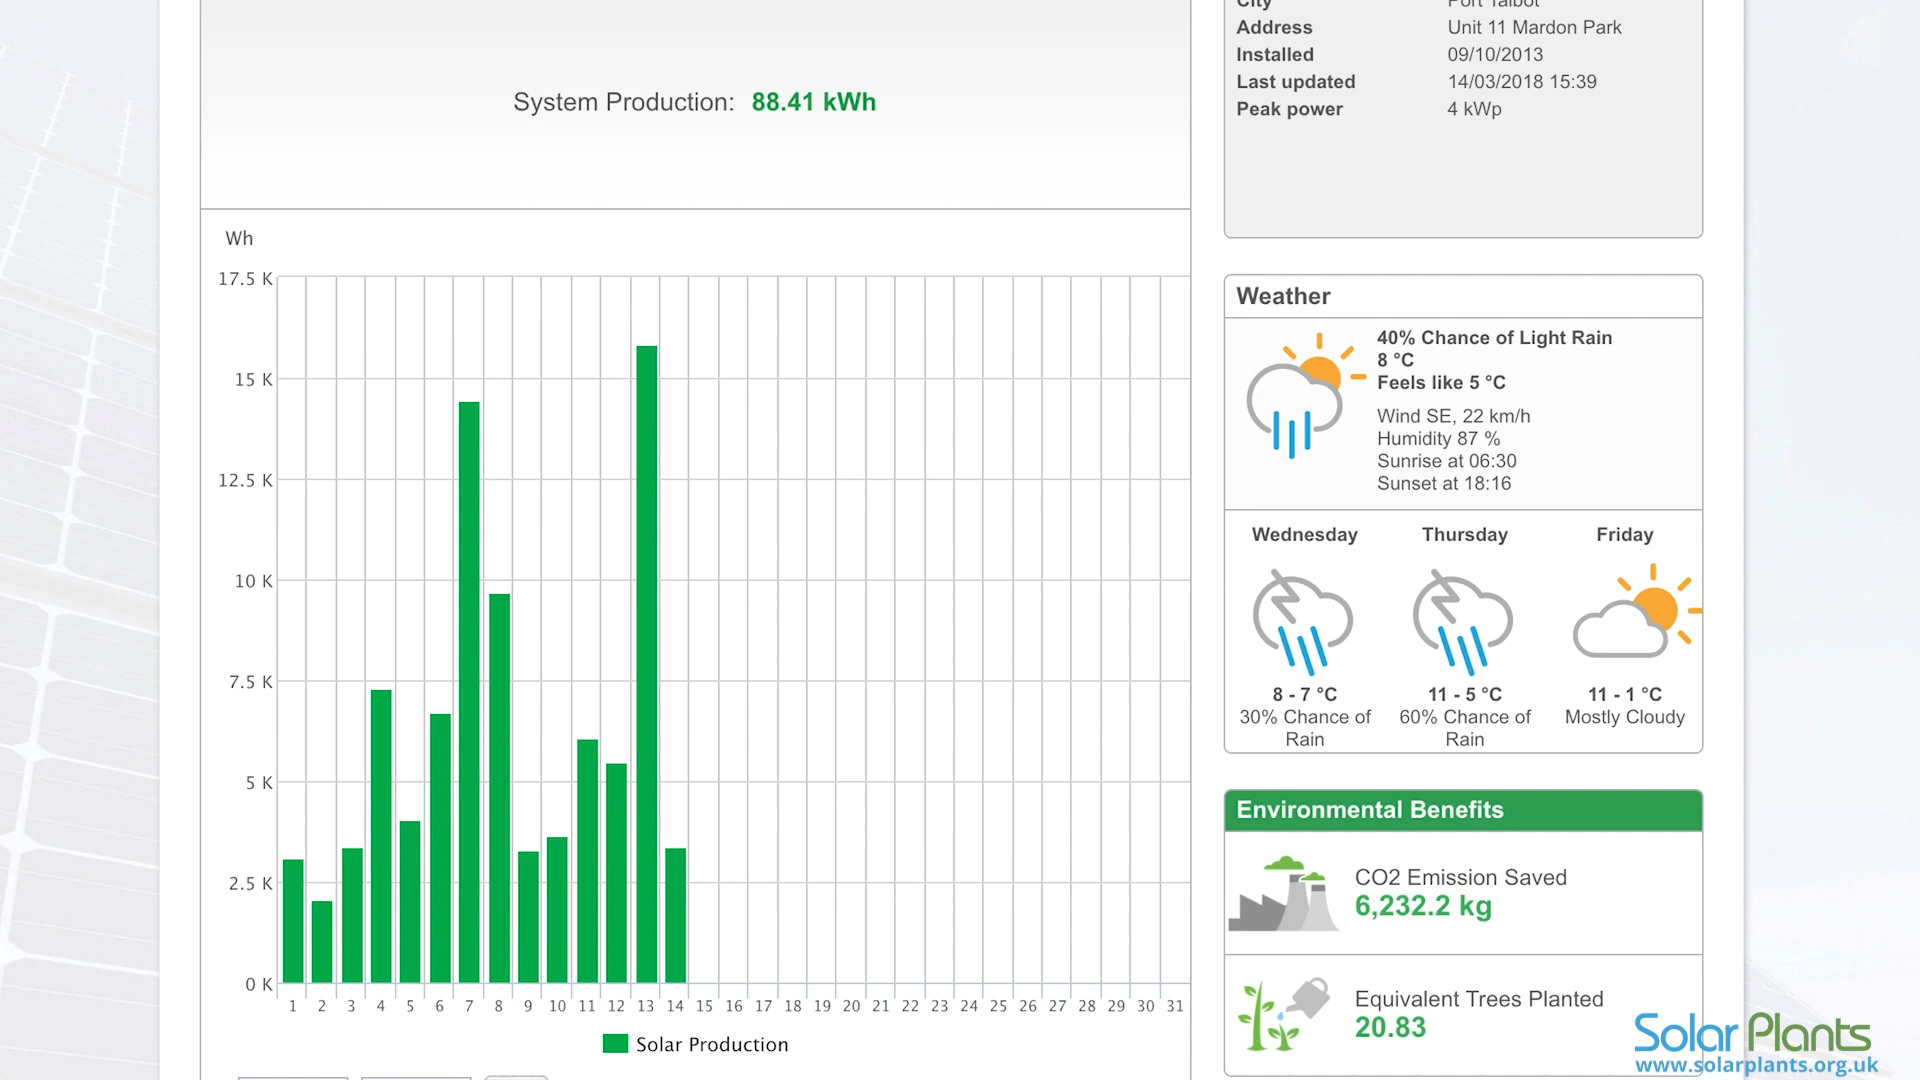 City Port Talbot
Address Unit 11 Mardon Park
Installed 09/10/2013
Last updated 14/03/2018 15:39
Peak power 4 kWp
System Production: 88.41 kWh
Wh
17.5 K
15 K
12.5 K
10 K
7.5 K
5 K
2.5 K
0 K
1 2 3 4 5 6 7 8 9 10 11 12 13 14 15 16 17 18 19 20 21 22 23 24 25 26 27 28 29 30 31
Solar Production
Weather
40% Chance of Light Rain
8 °C
Feels like 5 °C
Wind SE, 22 km/h
Humidity 87 %
Sunrise at 06:30
Sunset at 18:16
Wednesday Thursday Friday
8 - 7 °C 11 - 5 °C 11 - 1 °C
30% Chance of 60% Chance of Mostly Cloudy
Rain Rain
Environmental Benefits
CO2 Emission Saved
6,232.2 kg
Equivalent Trees Planted
20.83
Solar Plants
www.solarplants.org.uk